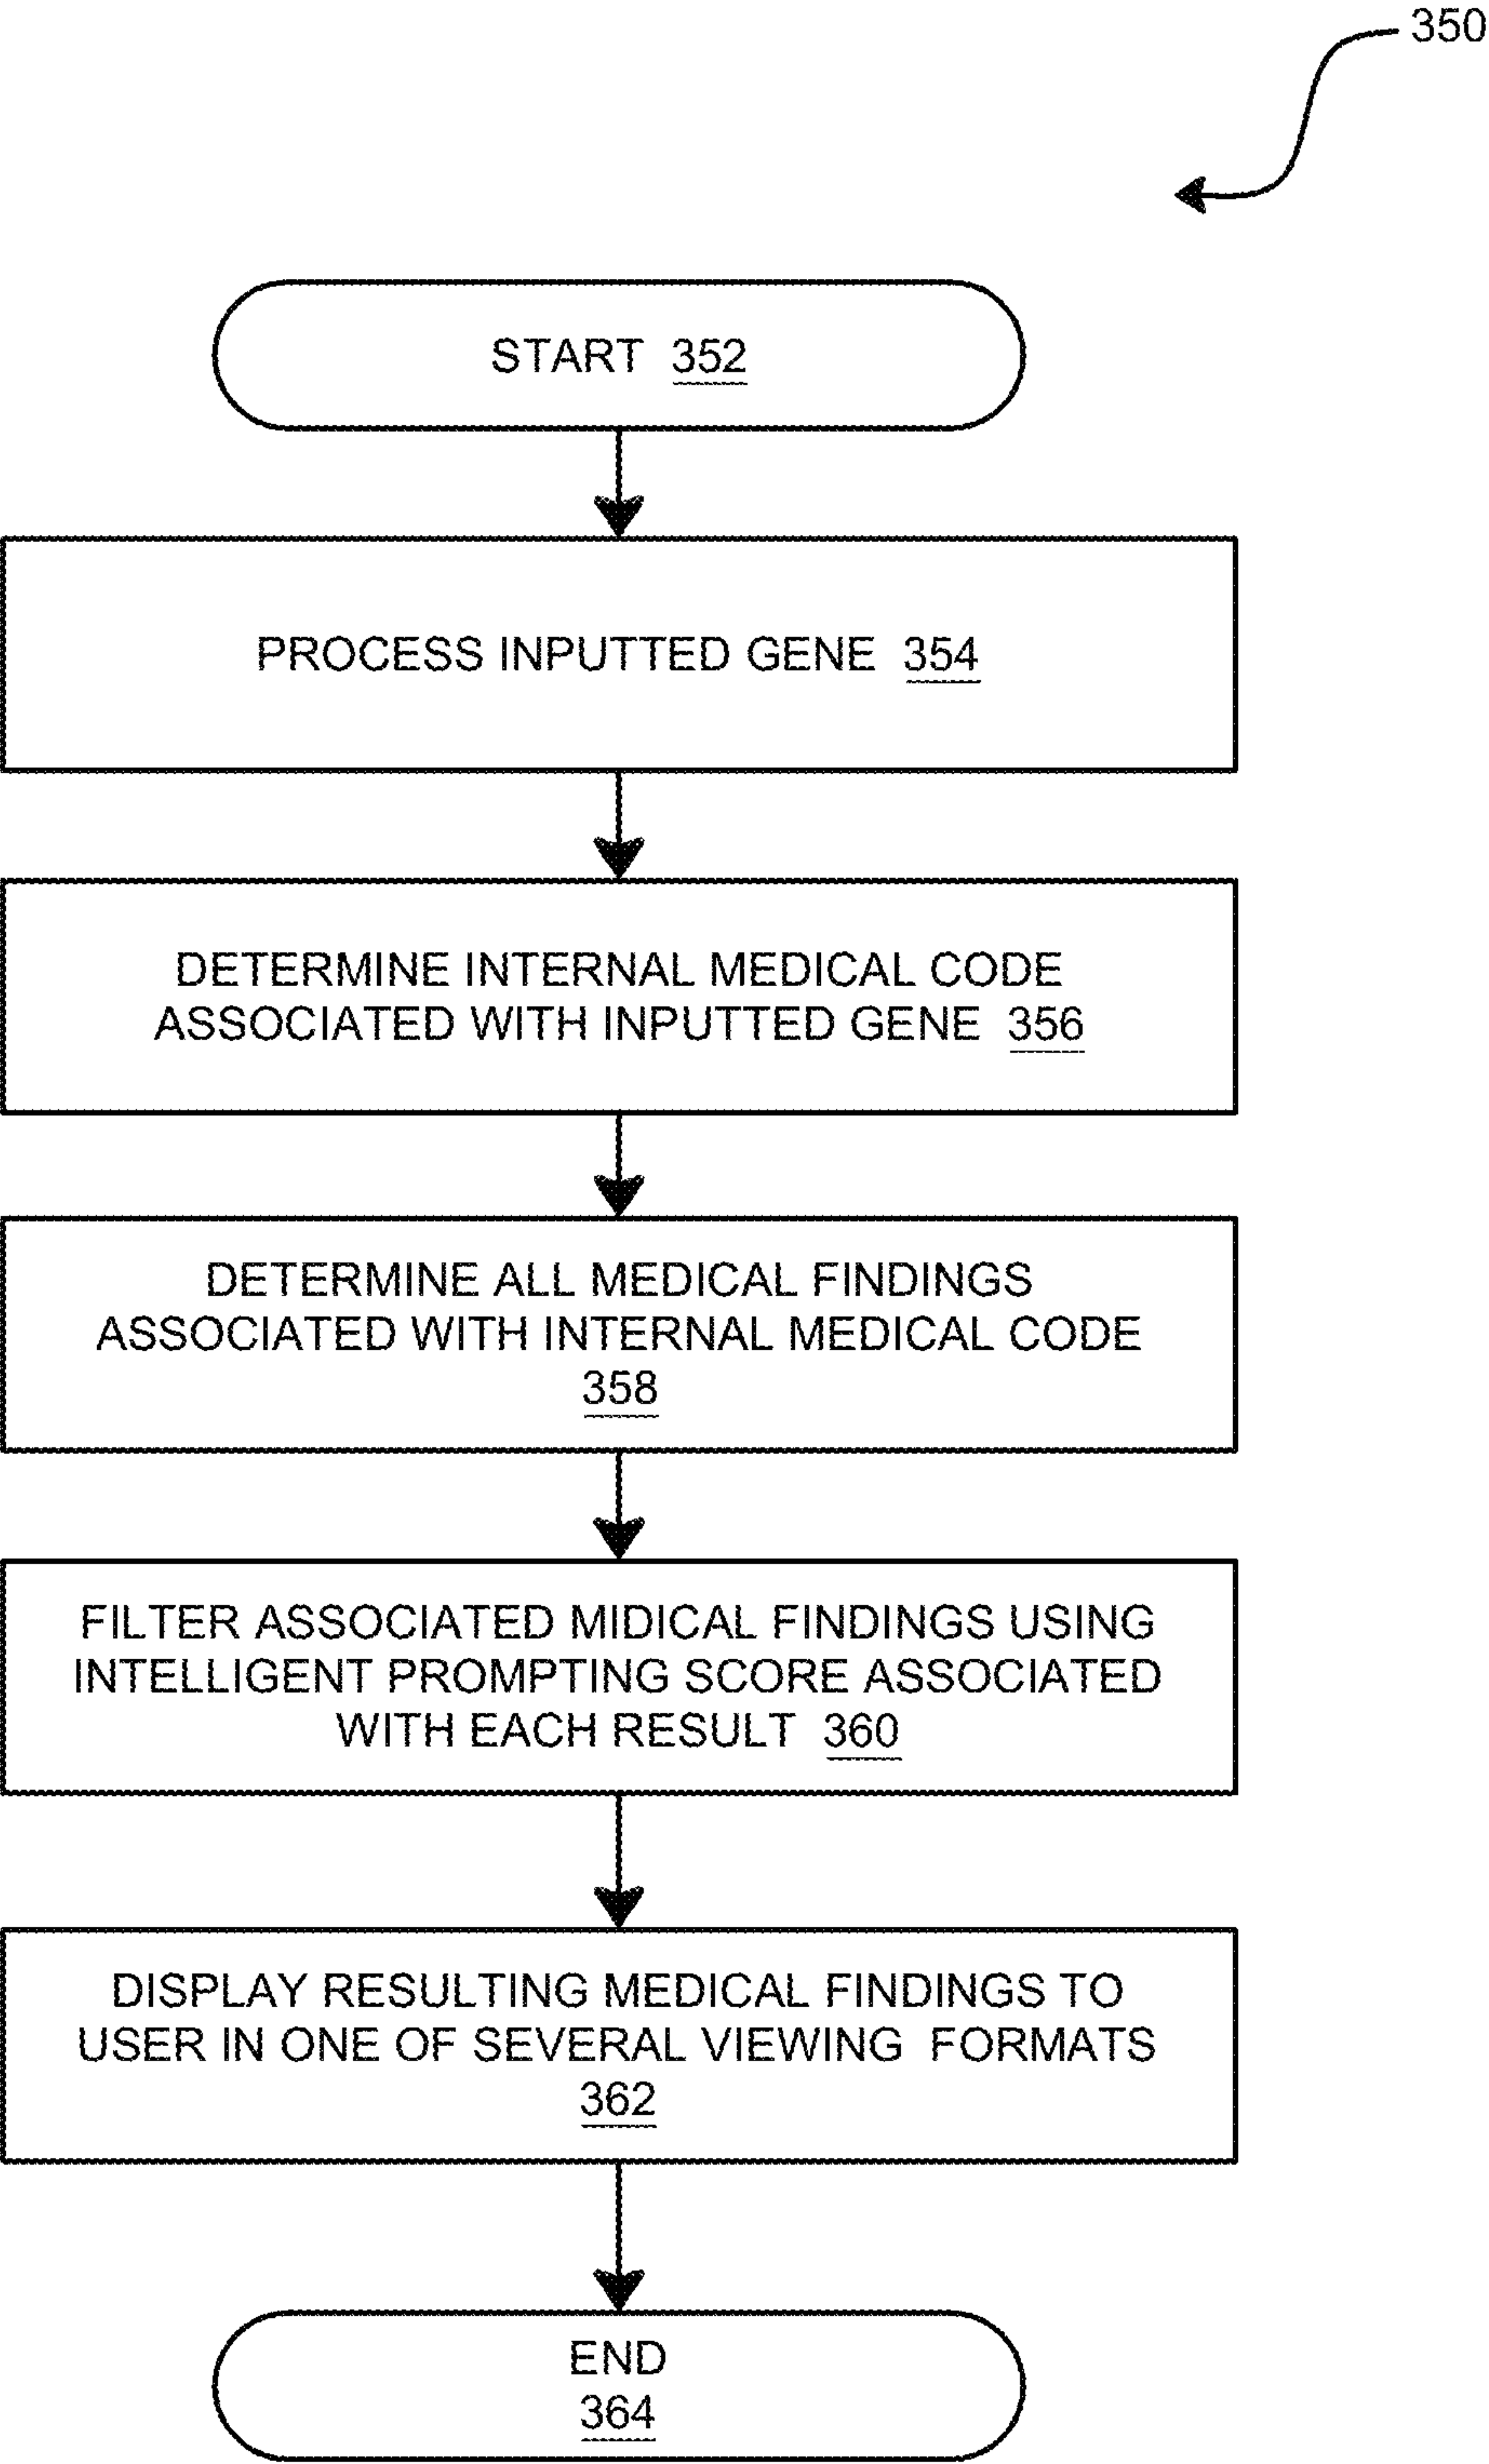 350
START 352
PROCESS INPUTTED GENE 354
DETERMINE INTERNAL MEDICAL CODE
ASSOCIATED WITH INPUTTED GENE 356
DETERMINE ALL MEDICAL FINDINGS
ASSOCIATED WITH INTERNAL MEDICAL CODE
358
FILTER ASSOCIATED MIDICAL FINDINGS USING
INTELLIGENT PROMPTING SCORE ASSOCIATED
WITH EACH RESULT 360
DISPLAY RESULTING MEDICAL FINDINGS TO
USER IN ONE OF SEVERAL VIEWING FORMATS
362
END
364